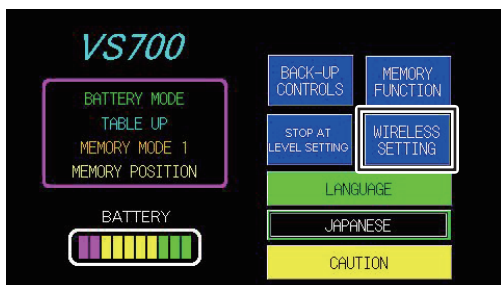 VS700
BATTERY MODE
TABLE UP
MEMORY MODE 1
MEMORY POSITION
BATTERY
BACK-UP
CONTROLS
MEMORY
FUNCTION
STOP AT
LEVEL SETTING
WIRELESS
SETTING
LANGUAGE
JAPANESE
CAUTION